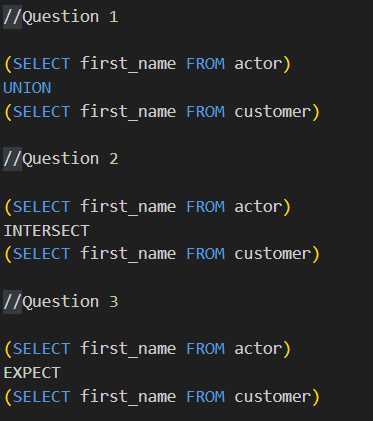 //Question 1
(SELECT first_name FROM actor)
UNION
(SELECT first_name FROM customer)
//Question 2
(SELECT first_name FROM actor)
INTERSECT
(SELECT first_name FROM customer)
//Question 3
(SELECT first_name FROM actor)
EXPECT
(SELECT first_name FROM customer)